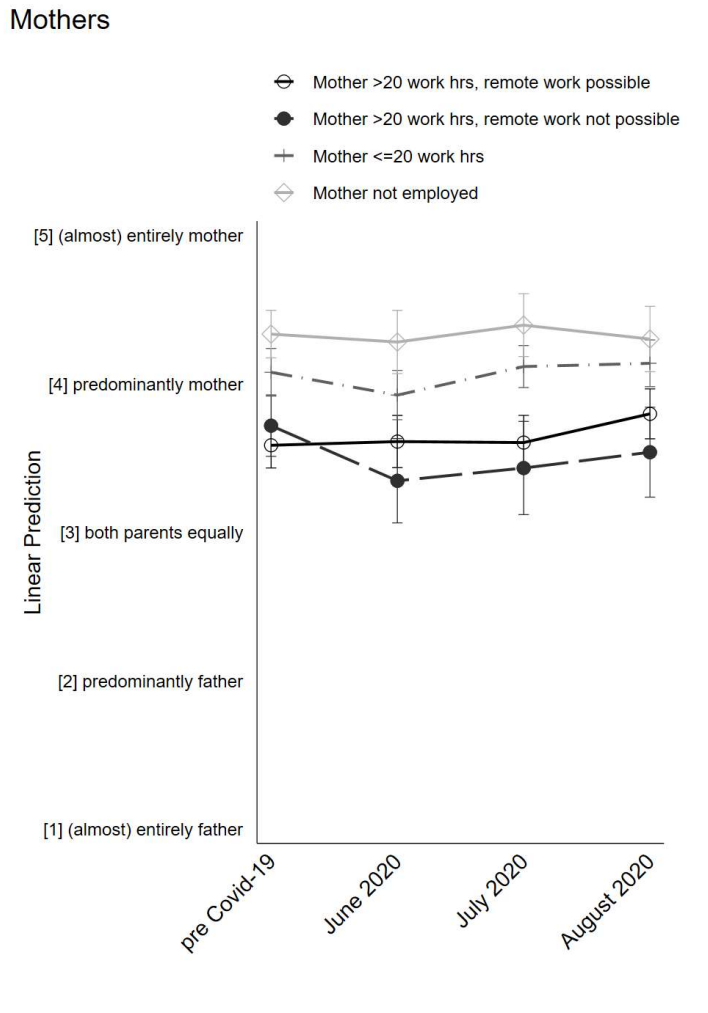 Mothers
Mother >20 work hrs, remote work possible
Mother >20 work hrs, remote work not possible
Mother <=20 work hrs
Mother not employed
[5] (almost) entirely mother
[4] predominantly mother
[3] both parents equally
[2] predominantly father
[1] (almost) entirely father
Linear Prediction
pre Covid-19
June 2020
July 2020
August 2020